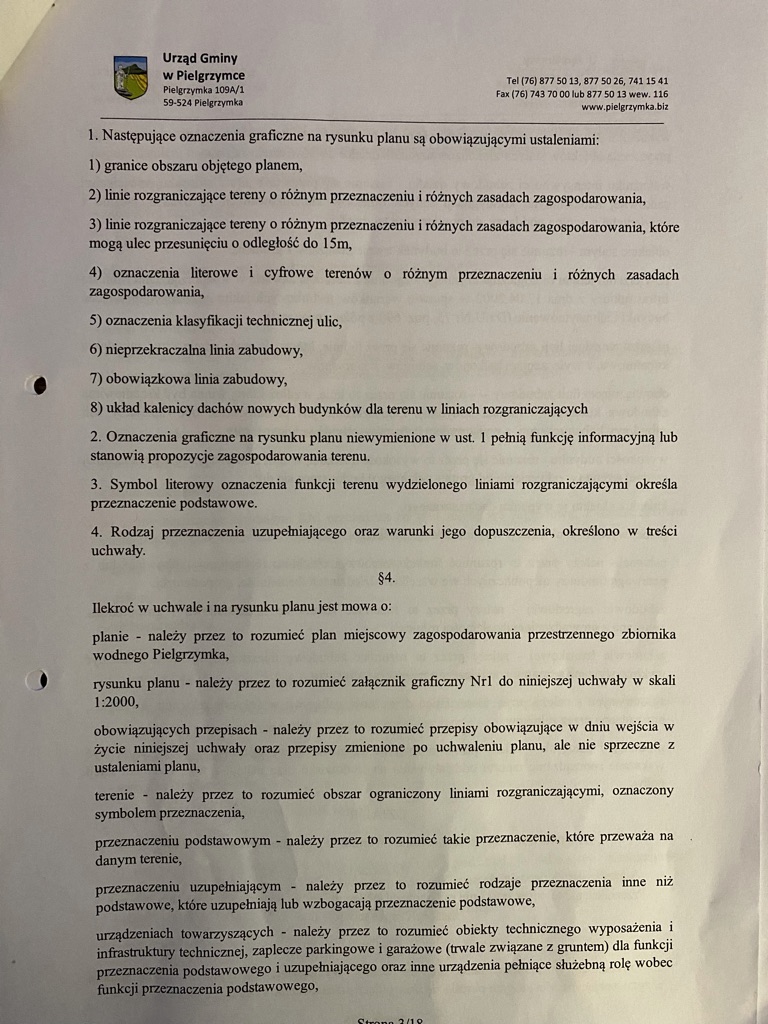 Urząd Gminy
w Pielgrzymce
Pielgrzymka 109A/1
59-524 Pielgrzymka
Tel (76) 877 50 13, 877 50 26, 741 15 41
Fax (76) 743 70 00 lub 877 50 13 wew. 116
www.pielgrzymka.biz
1. Następujące oznaczenia graficzne na rysunku planu są obowiązującymi ustaleniami:
1) granice obszaru objętego planem,
2) linie rozgraniczające tereny o różnym przeznaczeniu i różnych zasadach zagospodarowania,
3) linie rozgraniczające tereny o różnym przeznaczeniu i różnych zasadach zagospodarowania, które
mogą ulec przesunięciu o odległość do 15m,
4) oznaczenia literowe i cyfrowe terenów o różnym przeznaczeniu i różnych zasadach
zagospodarowania,
5) oznaczenia klasyfikacji technicznej ulic,
6) nieprzekraczalna linia zabudowy,
7) obowiązkowa linia zabudowy,
8) układ kalenicy dachów nowych budynków dla terenu w liniach rozgraniczających
2. Oznaczenia graficzne na rysunku planu niewymienione w ust. 1 pełnią funkcję informacyjną lub
stanowią propozycje zagospodarowania terenu.
3. Symbol literowy oznaczenia funkcji terenu wydzielonego liniami rozgraniczającymi określa
przeznaczenie podstawowe.
4. Rodzaj przeznaczenia uzupełniającego oraz warunki jego dopuszczenia, określono w treści
uchwały.
§4.
Ilekroć w uchwale i na rysunku planu jest mowa o:
planie - należy przez to rozumieć plan miejscowy zagospodarowania przestrzennego zbiornika
wodnego Pielgrzymka,
rysunku planu - należy przez to rozumieć załącznik graficzny Nr1 do niniejszej uchwały w skali
1:2000,
obowiązujących przepisach - należy przez to rozumieć przepisy obowiązujące w dniu wejścia w
życie niniejszej uchwały oraz przepisy zmienione po uchwaleniu planu, ale nie sprzeczne z
ustaleniami planu,
terenie - należy przez to rozumieć obszar ograniczony liniami rozgraniczającymi, oznaczony
symbolem przeznaczenia,
przeznaczeniu podstawowym - należy przez to rozumieć takie przeznaczenie, które przeważa na
danym terenie,
przeznaczeniu uzupełniającym - należy przez to rozumieć rodzaje przeznaczenia inne niż
podstawowe, które uzupełniają lub wzbogacają przeznaczenie podstawowe,
urządzeniach towarzyszących - należy przez to rozumieć obiekty technicznego wyposażenia i
infrastruktury technicznej, zaplecze parkingowe i garażowe (trwale związane z gruntem) dla funkcji
przeznaczenia podstawowego i uzupełniającego oraz inne urządzenia pełniące służebną rolę wobec
funkcji przeznaczenia podstawowego,
Strona 3/18